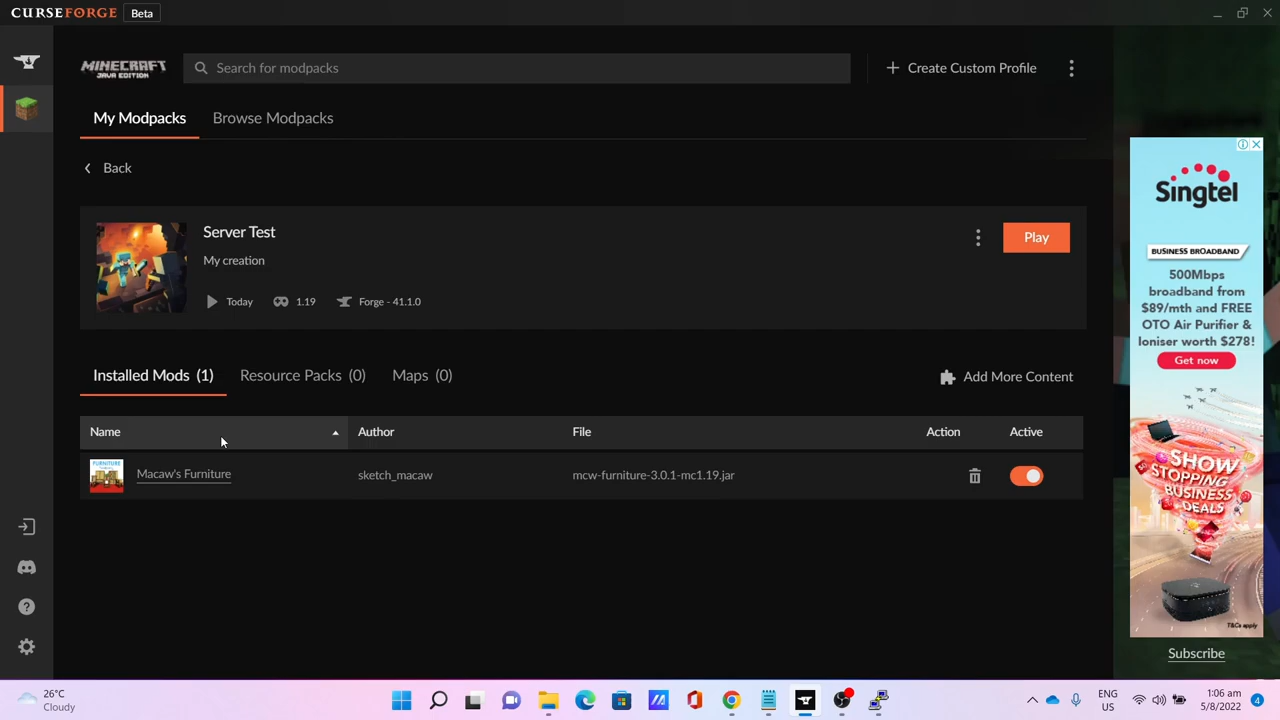 CURSEFORGE Beta
MINECRAFT
JAVA EDITION
Search for modpacks
Create Custom Profile
My Modpacks
Browse Modpacks
Back
Server Test
My creation
Today
1.19
Forge - 41.1.0
Play
Installed Mods (1)
Resource Packs (0)
Maps (0)
Add More Content
Name
Author
File
Action
Active
FURNITURE
Macaw's Furniture
sketch_macaw
mcw-furniture-3.0.1-mc1.19.jar
Singtel
BUSINESS BROADBAND
500Mbps
broadband from
$89/mth and FREE
OTO Air Purifier &
Ioniser worth $278!
Get now
SHOW
STOPPING
BUSINESS
DEALS
T&Cs apply
Subscribe
26°C
Cloudy
ENG
US
1:06 am
5/8/2022
4